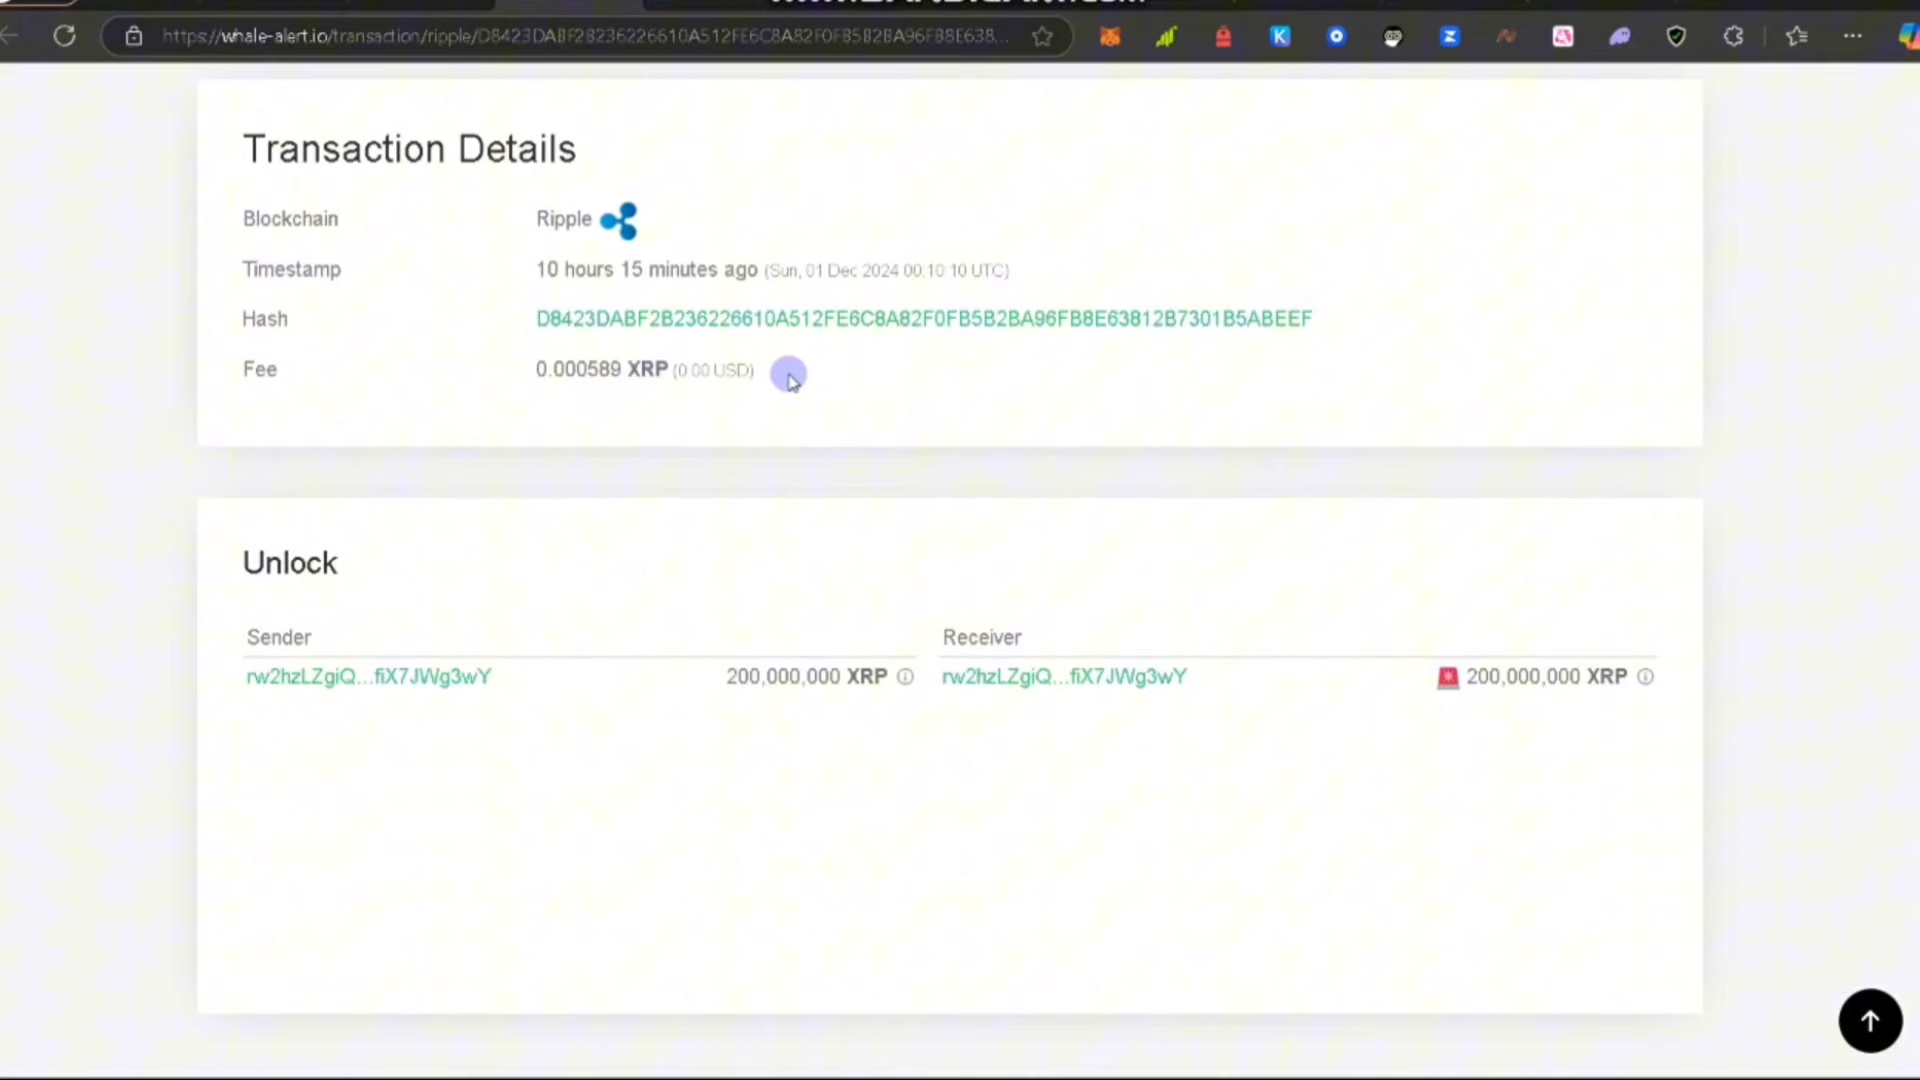 https://whale-alert.io/transaction/ripple/D8423DABF2B236226610A512FE6C8A82F0FB5B2BA96FB8E638...
Transaction Details
Blockchain Ripple
Timestamp 10 hours 15 minutes ago (Sun, 01 Dec 2024 00:10:10 UTC)
Hash D8423DABF2B236226610A512FE6C8A82F0FB5B2BA96FB8E63812B7301B5ABEEF
Fee 0.000589 XRP (0.00 USD)
Unlock
Sender Receiver
rw2hzLZgiQ...fiX7JWg3wY 200,000,000 XRP rw2hzLZgiQ...fiX7JWg3wY 200,000,000 XRP